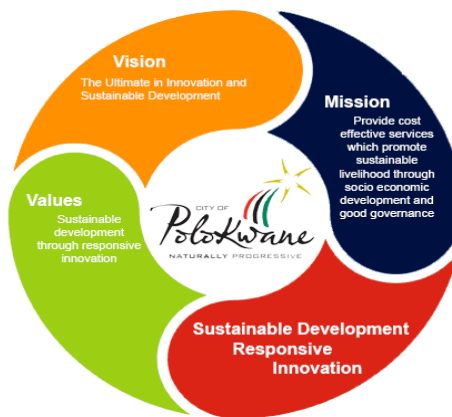 Vision
The Ultimate in Innovation and
Sustainable Development
Mission
Provide cost
effective services
which promote
sustainable
livelihood through
socio economic
development and
good governance
Values
Sustainable
development
through responsive
innovation
CITY OF
Polokwane
NATURALLY PROGRESSIVE
Sustainable Development
Responsive
Innovation